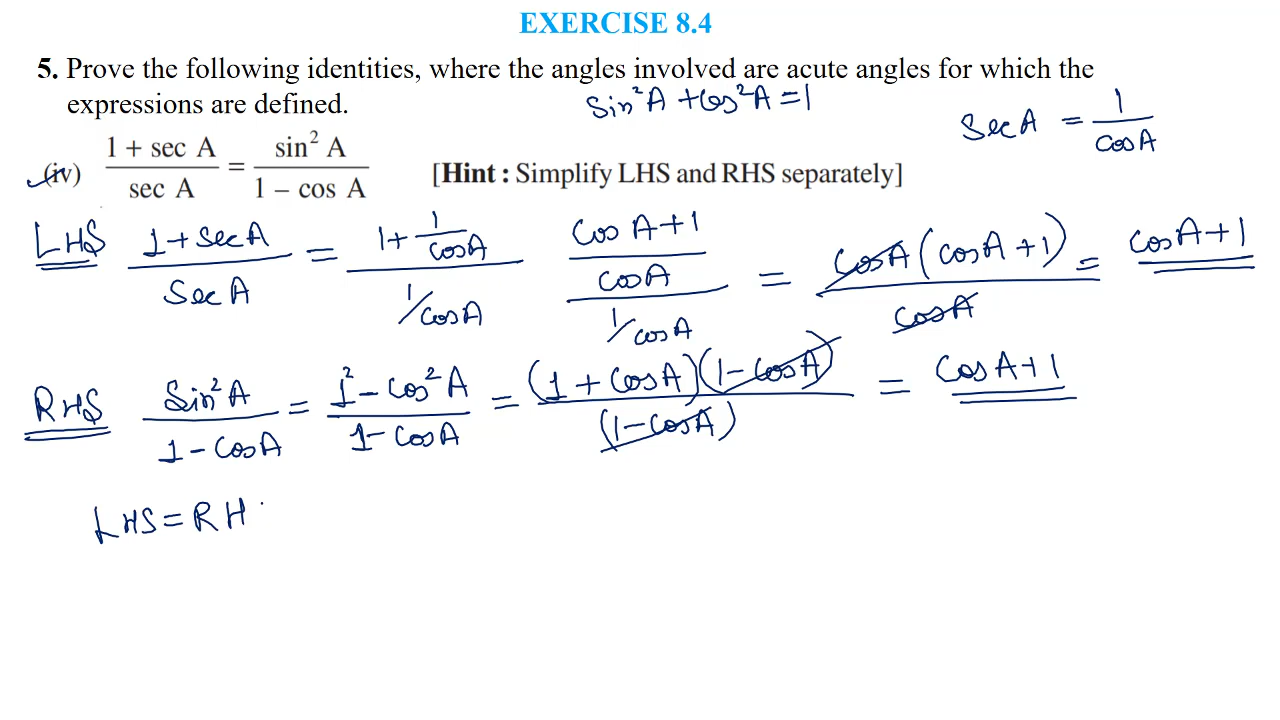 EXERCISE 8.4
5. Prove the following identities, where the angles involved are acute angles for which the
expressions are defined.
sin²A + cos²A = 1
sec A = 1/cos A
(iv) (1 + sec A)/(sec A) = (sin² A)/(1 – cos A) [Hint : Simplify LHS and RHS separately]
LHS (1 + sec A)/(sec A) = (1 + 1/cos A)/(1/cos A) ((cos A + 1)/(cos A))/(1/cos A) = (cos A (cos A + 1))/(cos A) = cos A + 1
RHS (sin²A)/(1 - cos A) = (1² - cos²A)/(1 - cos A) = ((1 + cos A)(1 - cos A))/((1 - cos A)) = cos A + 1
LHS = RH